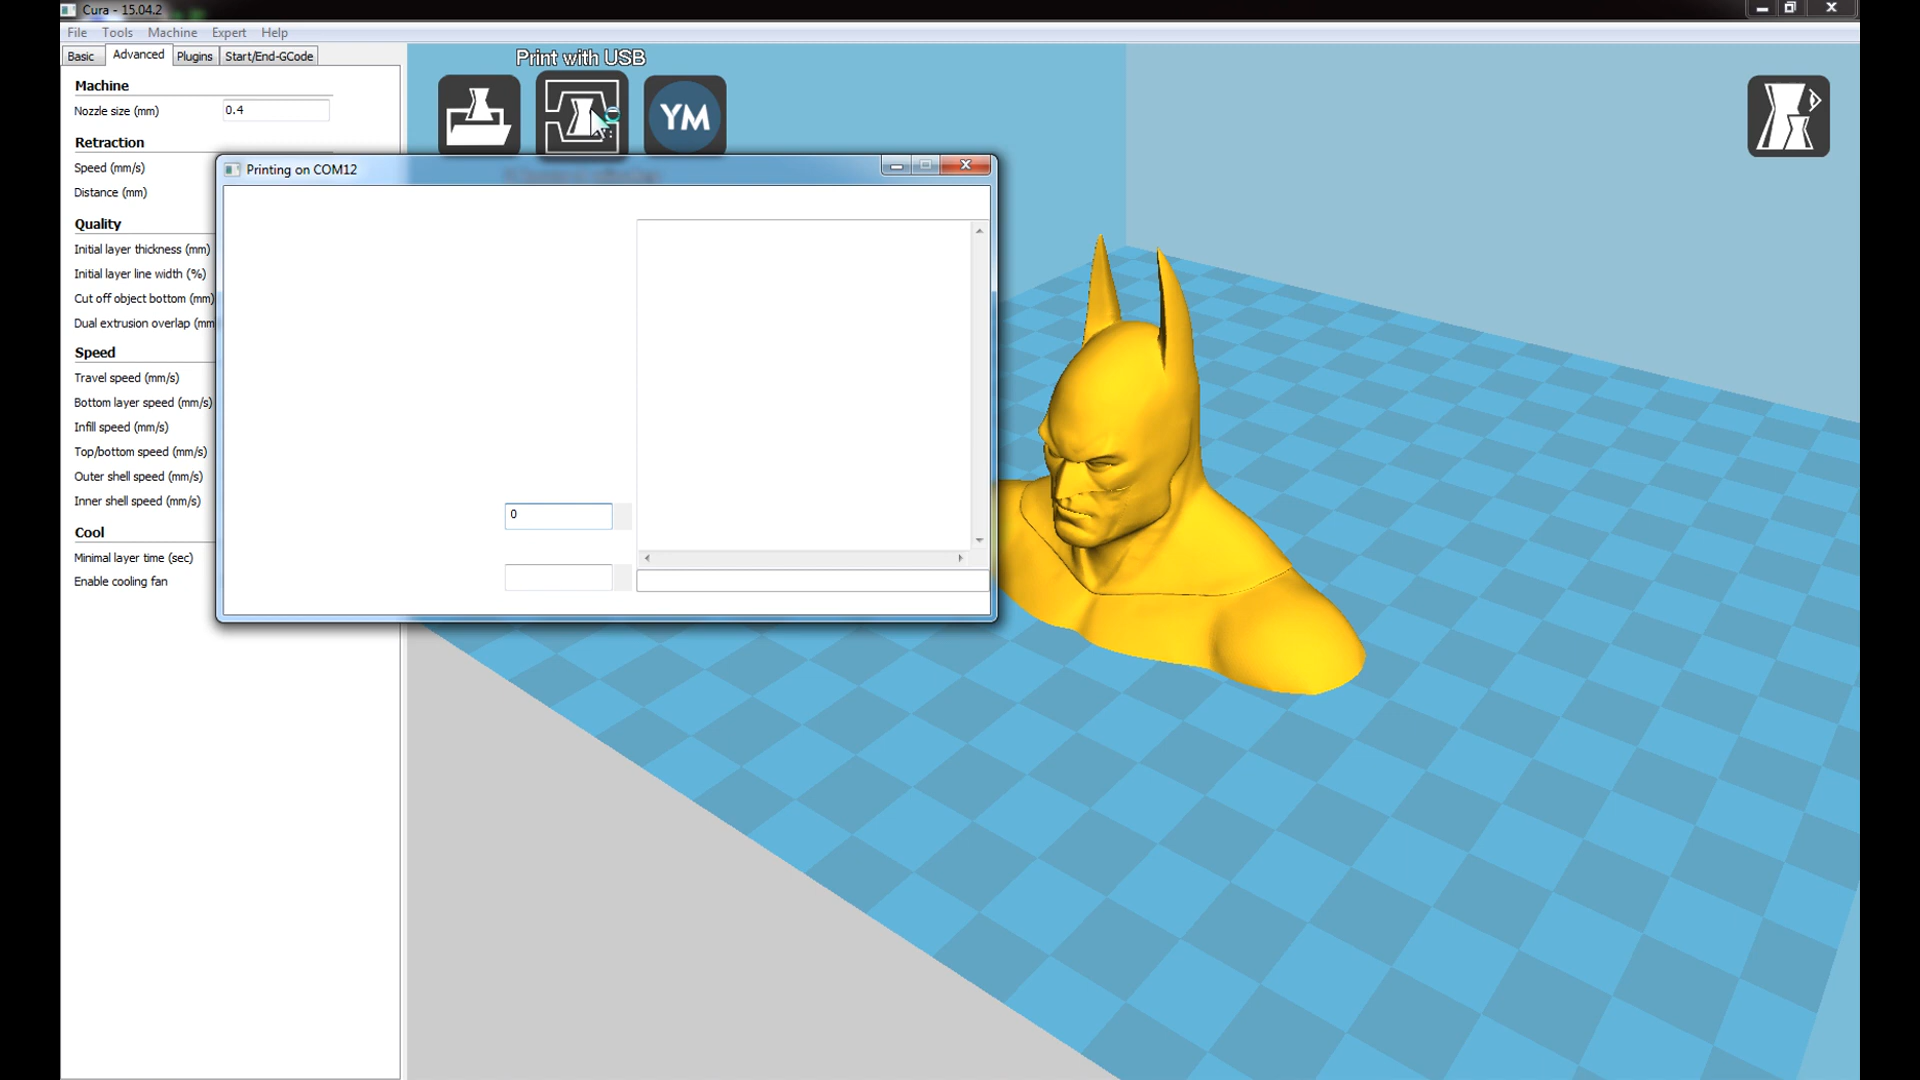 Cura - 15.04.2
File Tools Machine Expert Help
Basic Advanced Plugins Start/End-GCode
Print with USB
YM
Machine
Nozzle size (mm) 0.4
Retraction
Speed (mm/s)
Distance (mm)
Quality
Initial layer thickness (mm)
Initial layer line width (%)
Cut off object bottom (mm)
Dual extrusion overlap (mm
Speed
Travel speed (mm/s)
Bottom layer speed (mm/s)
Infill speed (mm/s)
Top/bottom speed (mm/s)
Outer shell speed (mm/s)
Inner shell speed (mm/s)
Cool
Minimal layer time (sec)
Enable cooling fan
Printing on COM12
0